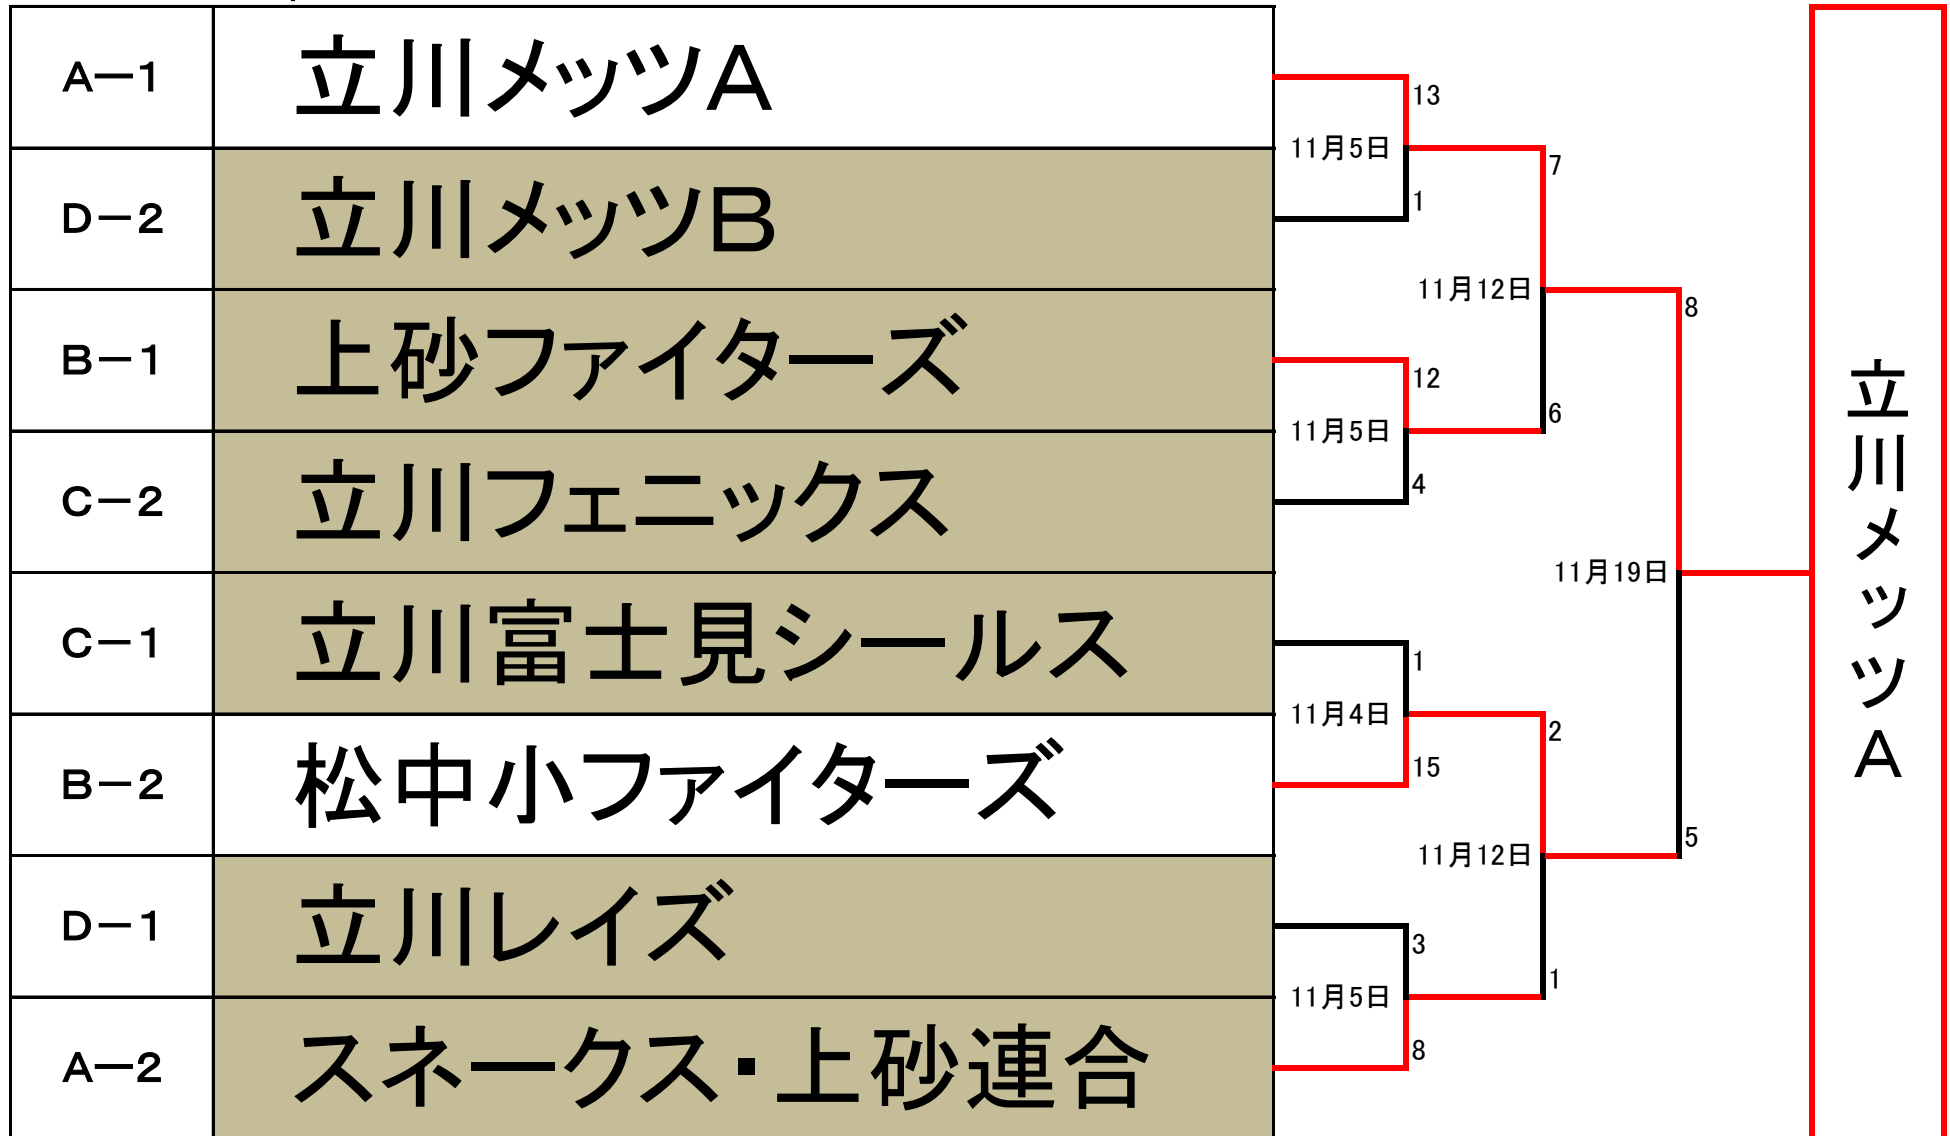 A－1 立川メッツA
D－2 立川メッツB
B－1 上砂ファイターズ
C－2 立川フェニックス
C－1 立川富士見シールス
B－2 松中小ファイターズ
D－1 立川レイズ
A－2 スネークス・上砂連合
13
11月5日
1
12
11月5日
4
1
11月4日
15
3
11月5日
8
7
11月12日
6
2
11月12日
1
8
11月19日
5
立川メッツA